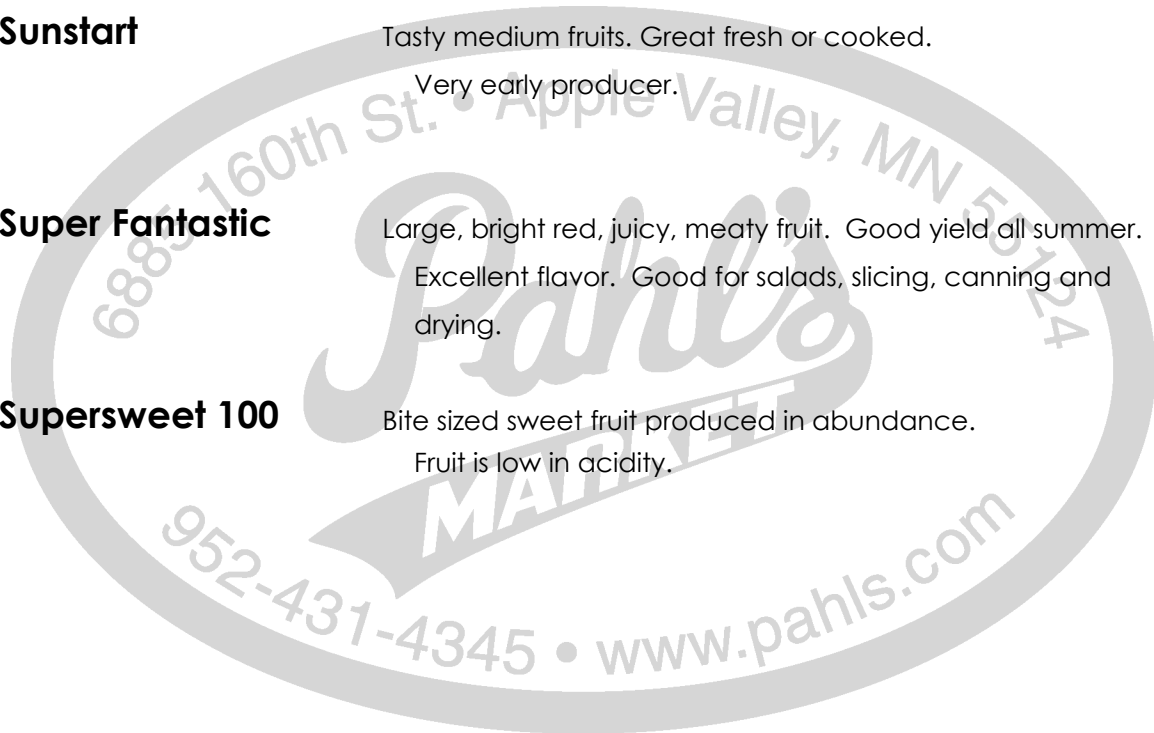 Sunstart Tasty medium fruits. Great fresh or cooked.
Very early producer.
Super Fantastic Large, bright red, juicy, meaty fruit.  Good yield all summer.
Excellent flavor.  Good for salads, slicing, canning and
drying.
Supersweet 100 Bite sized sweet fruit produced in abundance.
Fruit is low in acidity.
6885 160th St. • Apple Valley, MN 55124
Pahl's
MARKET
952-431-4345 • www.pahls.com